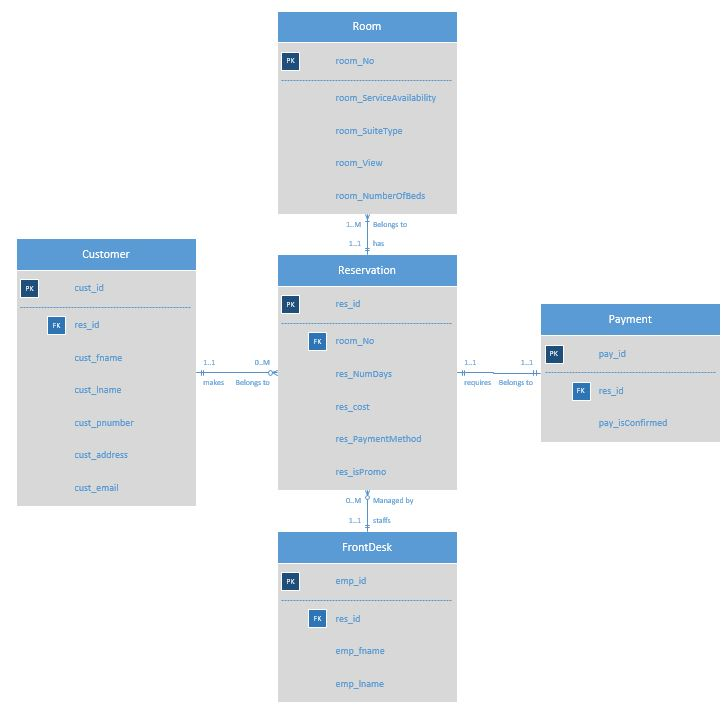 Room
PK room_No
room_ServiceAvailability
room_SuiteType
room_View
room_NumberOfBeds
1..M Belongs to
1..1 has
Customer
PK cust_id
FK res_id
cust_fname
cust_lname
cust_pnumber
cust_address
cust_email
1..1 0..M
makes Belongs to
Reservation
PK res_id
FK room_No
res_NumDays
res_cost
res_PaymentMethod
res_isPromo
1..1 1..1
requires Belongs to
Payment
PK pay_id
FK res_id
pay_isConfirmed
0..M Managed by
1..1 staffs
FrontDesk
PK emp_id
FK res_id
emp_fname
emp_lname